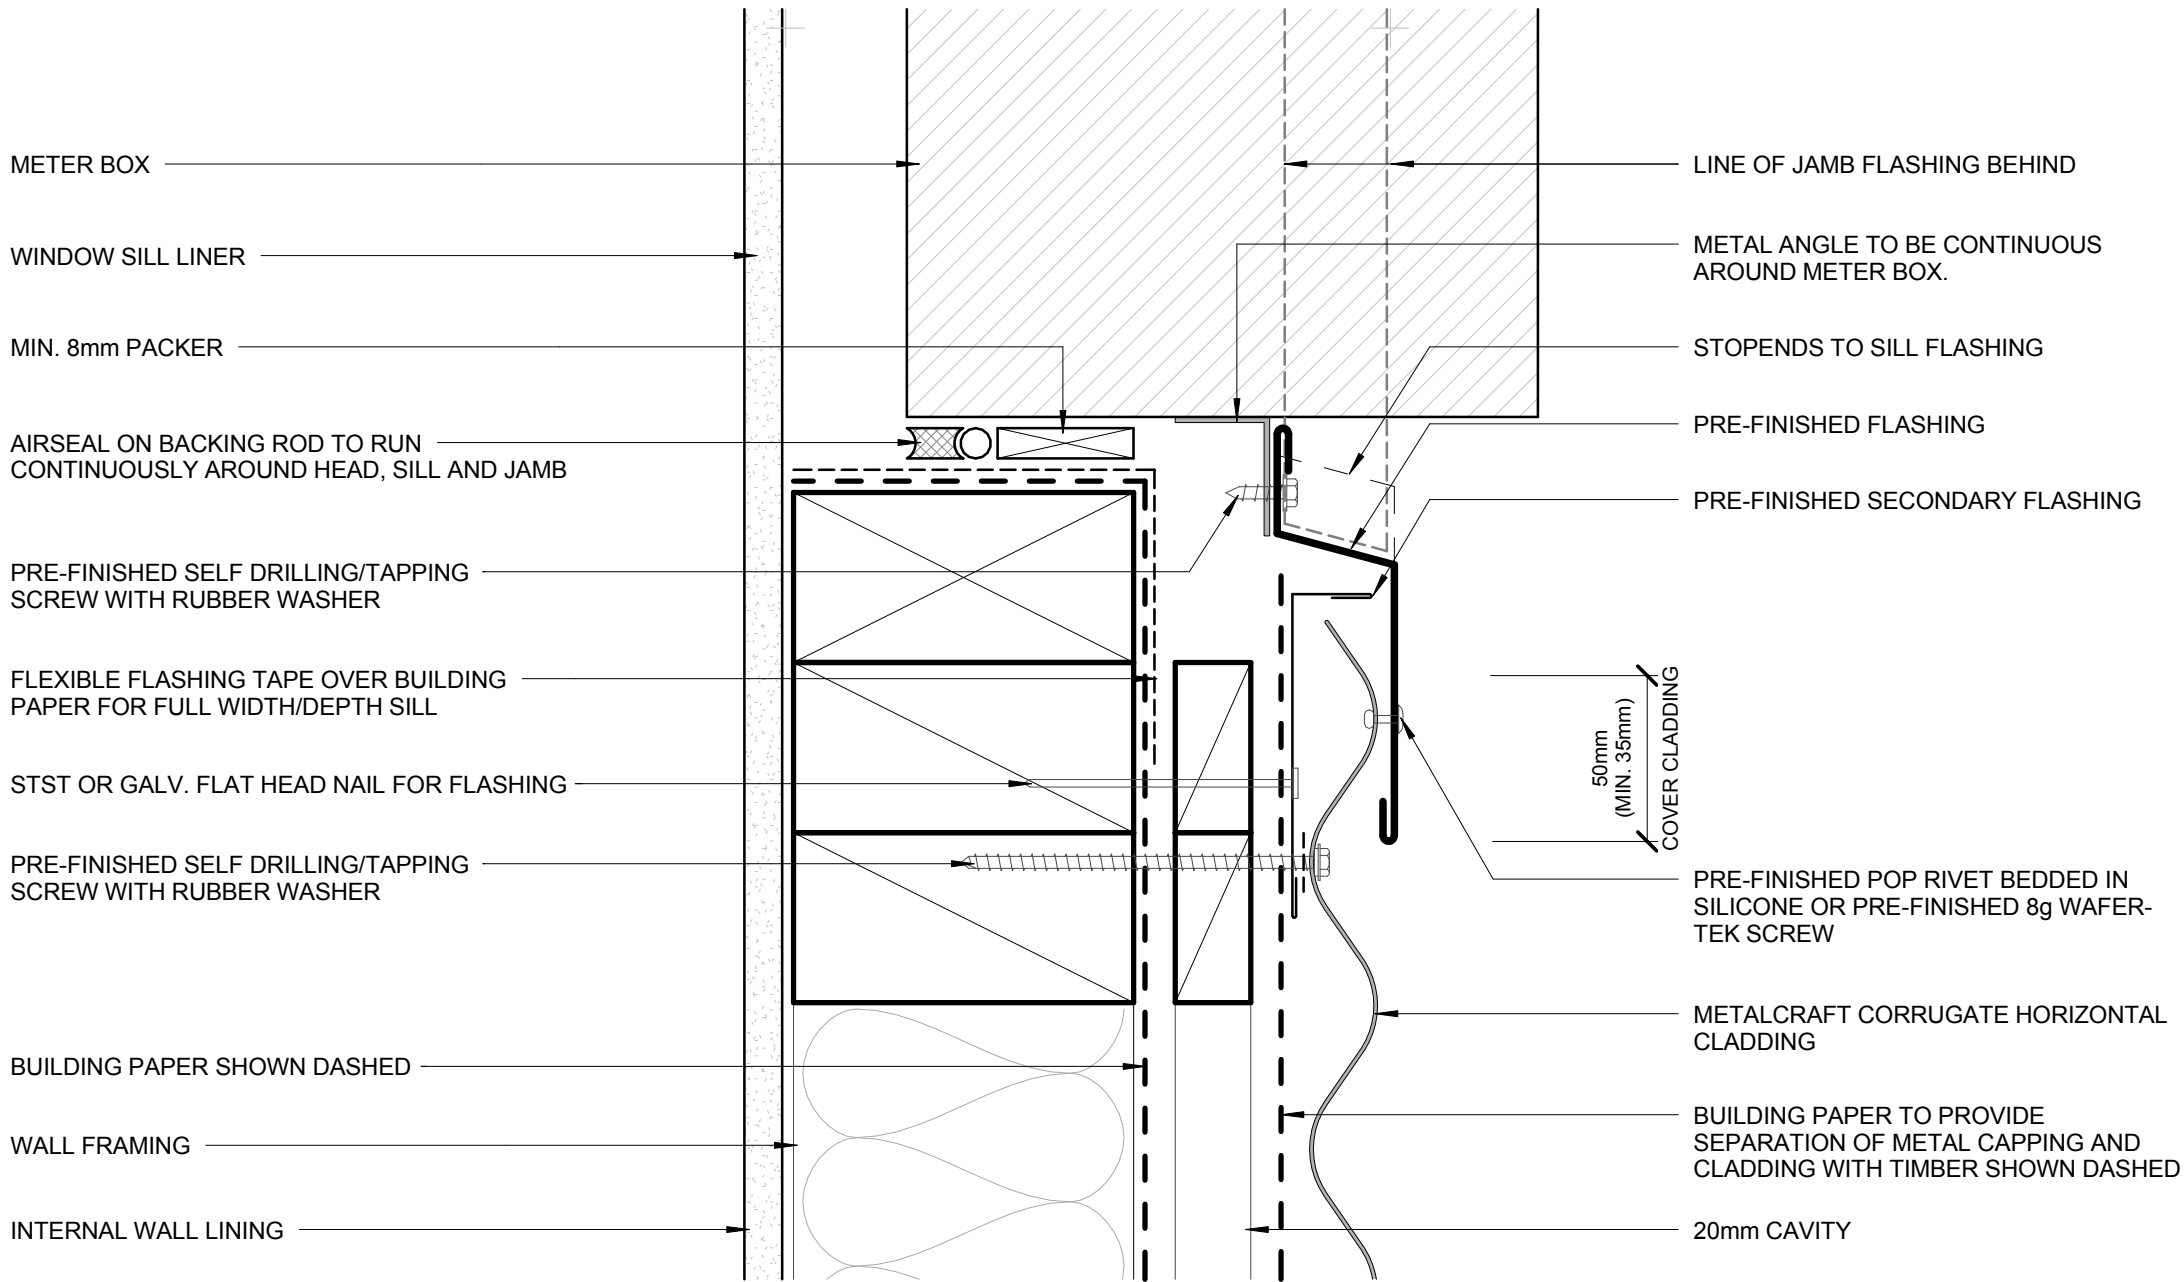 METER BOX
WINDOW SILL LINER
MIN. 8mm PACKER
AIRSEAL ON BACKING ROD TO RUN
CONTINUOUSLY AROUND HEAD, SILL AND JAMB
PRE-FINISHED SELF DRILLING/TAPPING
SCREW WITH RUBBER WASHER
FLEXIBLE FLASHING TAPE OVER BUILDING
PAPER FOR FULL WIDTH/DEPTH SILL
STST OR GALV. FLAT HEAD NAIL FOR FLASHING
PRE-FINISHED SELF DRILLING/TAPPING
SCREW WITH RUBBER WASHER
BUILDING PAPER SHOWN DASHED
WALL FRAMING
INTERNAL WALL LINING
LINE OF JAMB FLASHING BEHIND
METAL ANGLE TO BE CONTINUOUS
AROUND METER BOX.
STOPENDS TO SILL FLASHING
PRE-FINISHED FLASHING
PRE-FINISHED SECONDARY FLASHING
50mm
(MIN. 35mm)
COVER CLADDING
PRE-FINISHED POP RIVET BEDDED IN
SILICONE OR PRE-FINISHED 8g WAFER-
TEK SCREW
METALCRAFT CORRUGATE HORIZONTAL
CLADDING
BUILDING PAPER TO PROVIDE
SEPARATION OF METAL CAPPING AND
CLADDING WITH TIMBER SHOWN DASHED
20mm CAVITY